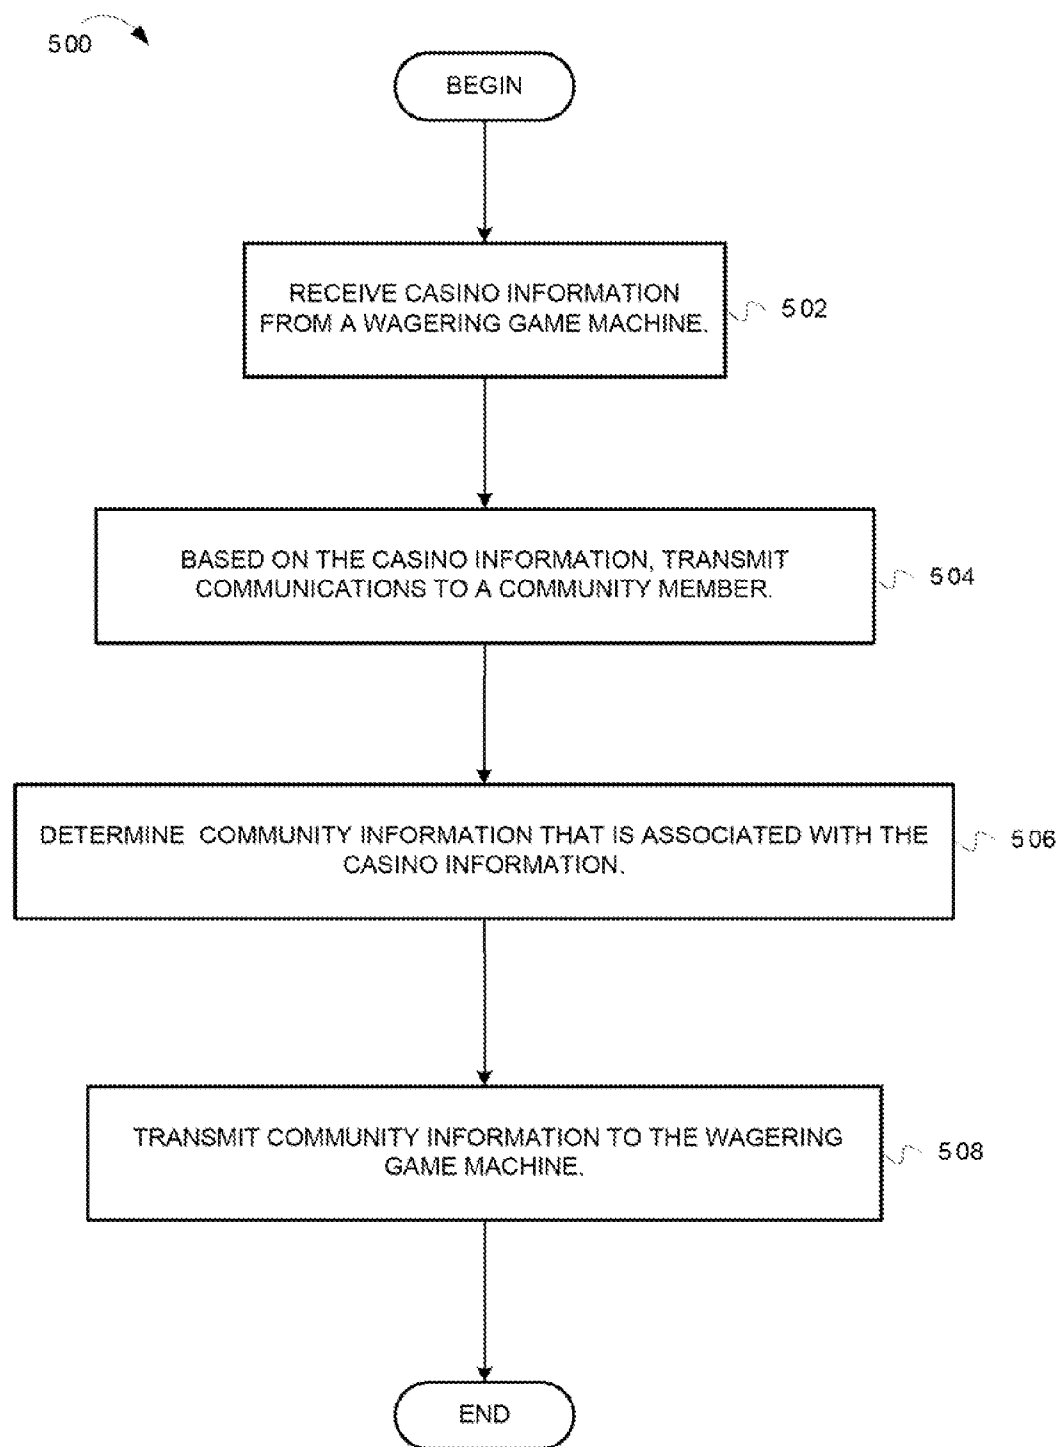 500
BEGIN
RECEIVE CASINO INFORMATION
FROM A WAGERING GAME MACHINE.
502
BASED ON THE CASINO INFORMATION, TRANSMIT
COMMUNICATIONS TO A COMMUNITY MEMBER.
504
DETERMINE COMMUNITY INFORMATION THAT IS ASSOCIATED WITH THE
CASINO INFORMATION.
506
TRANSMIT COMMUNITY INFORMATION TO THE WAGERING
GAME MACHINE.
508
END